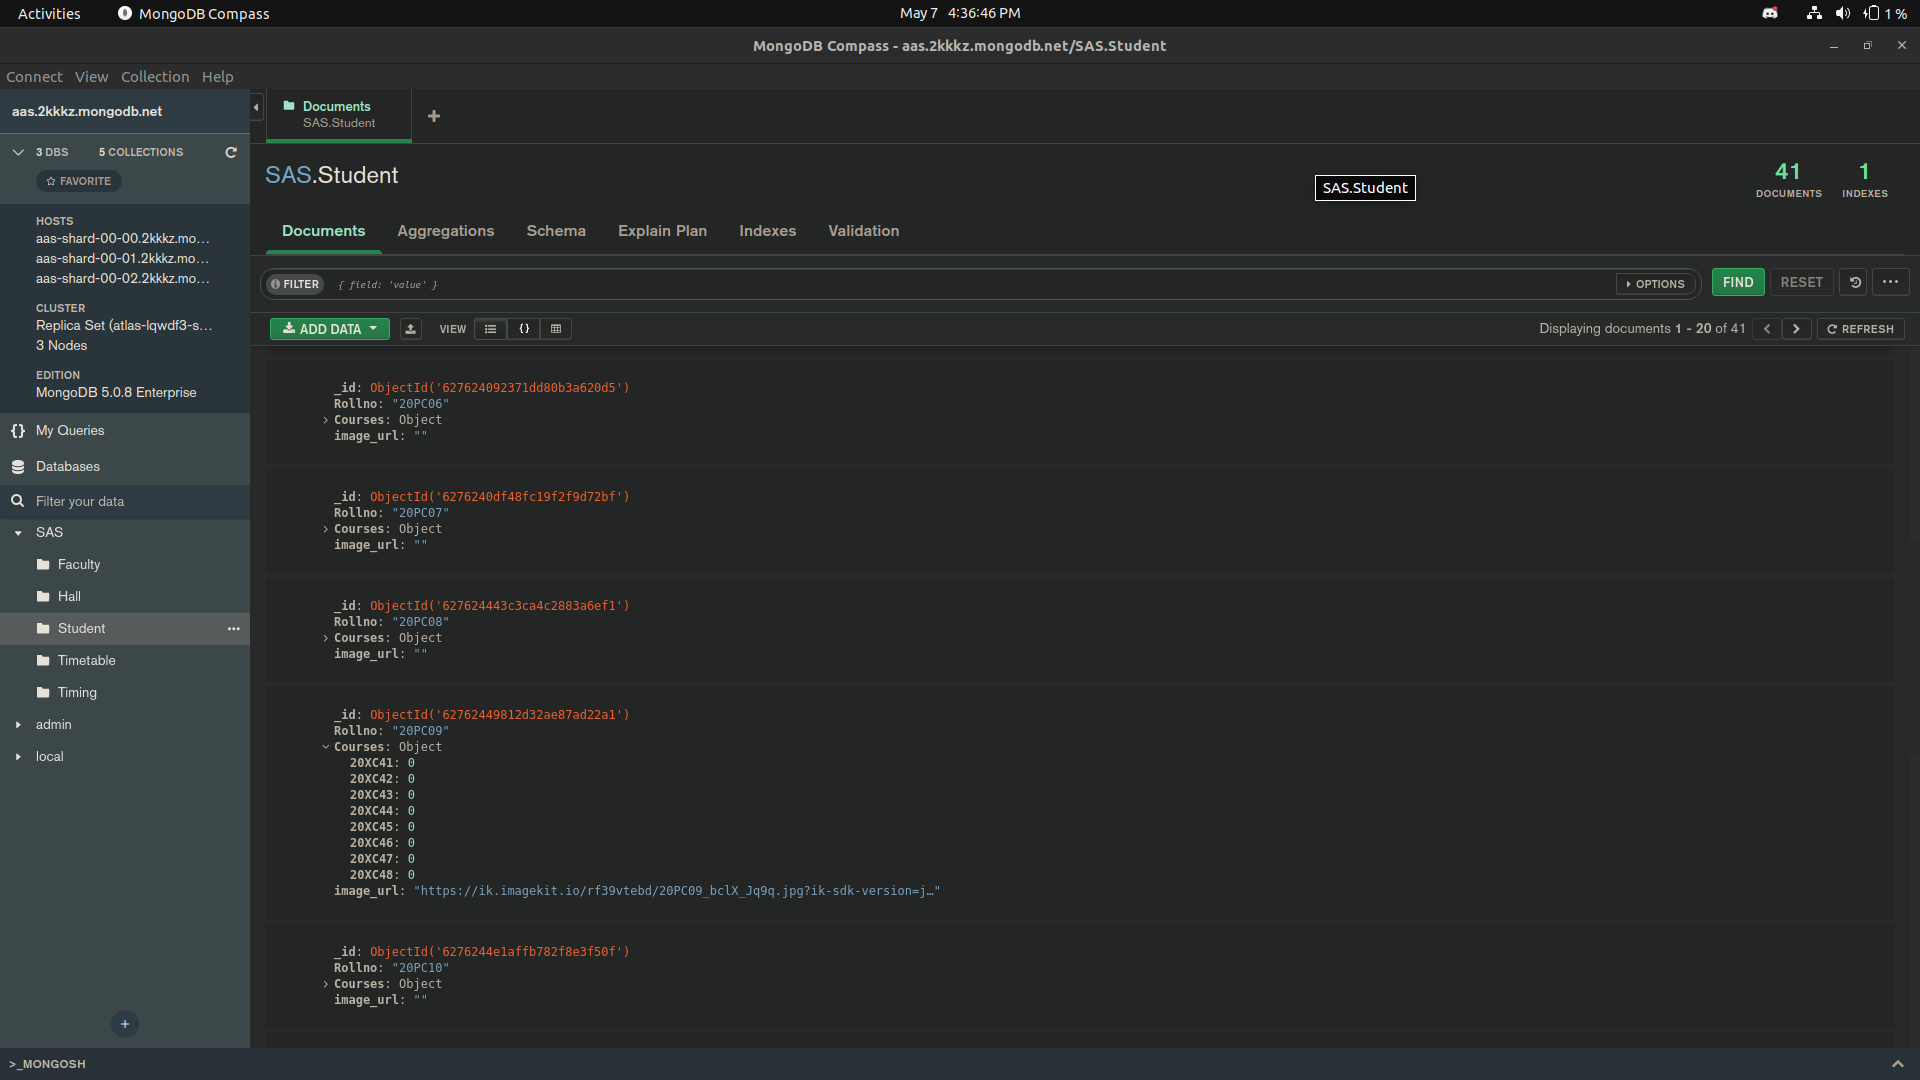 Activities MongoDB Compass May 7 4:36:46 PM 1 %
MongoDB Compass - aas.2kkkz.mongodb.net/SAS.Student
Connect View Collection Help
aas.2kkkz.mongodb.net
3 DBS 5 COLLECTIONS
FAVORITE
HOSTS
aas-shard-00-00.2kkkz.mo...
aas-shard-00-01.2kkkz.mo...
aas-shard-00-02.2kkkz.mo...
CLUSTER
Replica Set (atlas-lqwdf3-s...
3 Nodes
EDITION
MongoDB 5.0.8 Enterprise
{} My Queries
Databases
Filter your data
SAS
Faculty
Hall
Student ...
Timetable
Timing
admin
local
+
Documents
SAS.Student
+
SAS.Student
SAS.Student
41
DOCUMENTS
1
INDEXES
Documents Aggregations Schema Explain Plan Indexes Validation
FILTER { field: 'value' } OPTIONS FIND RESET ...
ADD DATA VIEW {} Displaying documents 1 - 20 of 41 < > REFRESH
_id: ObjectId('627624092371dd80b3a620d5')
Rollno: "20PC06"
Courses: Object
image_url: ""
_id: ObjectId('6276240df48fc19f2f9d72bf')
Rollno: "20PC07"
Courses: Object
image_url: ""
_id: ObjectId('627624443c3ca4c2883a6ef1')
Rollno: "20PC08"
Courses: Object
image_url: ""
_id: ObjectId('62762449812d32ae87ad22a1')
Rollno: "20PC09"
Courses: Object
20XC41: 0
20XC42: 0
20XC43: 0
20XC44: 0
20XC45: 0
20XC46: 0
20XC47: 0
20XC48: 0
image_url: "https://ik.imagekit.io/rf39vtebd/20PC09_bclX_Jq9q.jpg?ik-sdk-version=j…"
_id: ObjectId('6276244e1affb782f8e3f50f')
Rollno: "20PC10"
Courses: Object
image_url: ""
>_MONGOSH